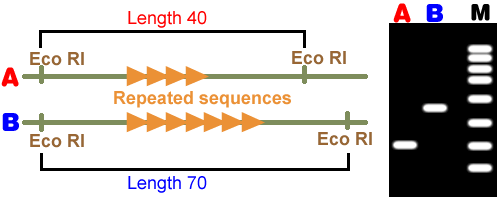 Length 40
Eco RI Eco RI
A
Repeated sequences
B
Eco RI Eco RI
Length 70
A B M